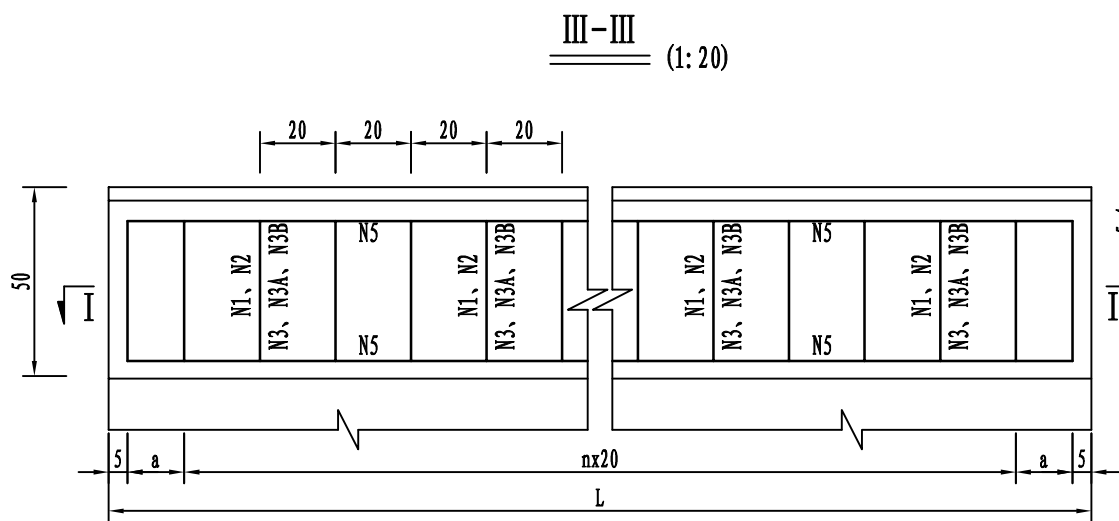 Ⅲ-Ⅲ
(1:20)
20 20 20 20
50
N1、N2
N3、N3A、N3B
N5
N5
N1、N2
N3、N3A、N3B
N1、N2
N3、N3A、N3B
N5
N5
N1、N2
N3、N3A、N3B
I
I
5 a nx20 a 5
L